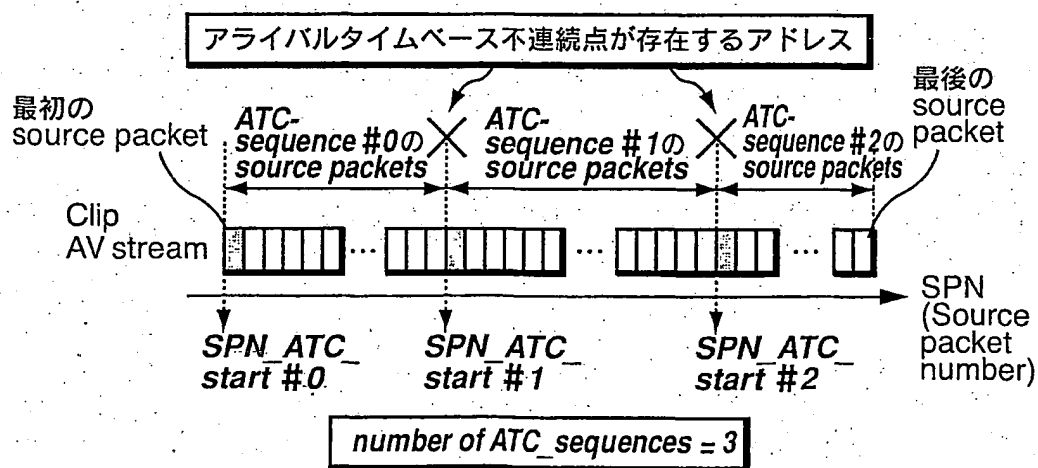 アライバルタイムベース不連続点が存在するアドレス
最初の
source packet
ATC-
sequence #0の
source packets
ATC-
sequence #1の
source packets
ATC-
sequence #2の
source packets
最後の
source
packet
Clip
AV stream
...
...
...
SPN
(Source
packet
number)
SPN_ATC_
start #0
SPN_ATC_
start #1
SPN_ATC_
start #2
number of ATC_sequences = 3